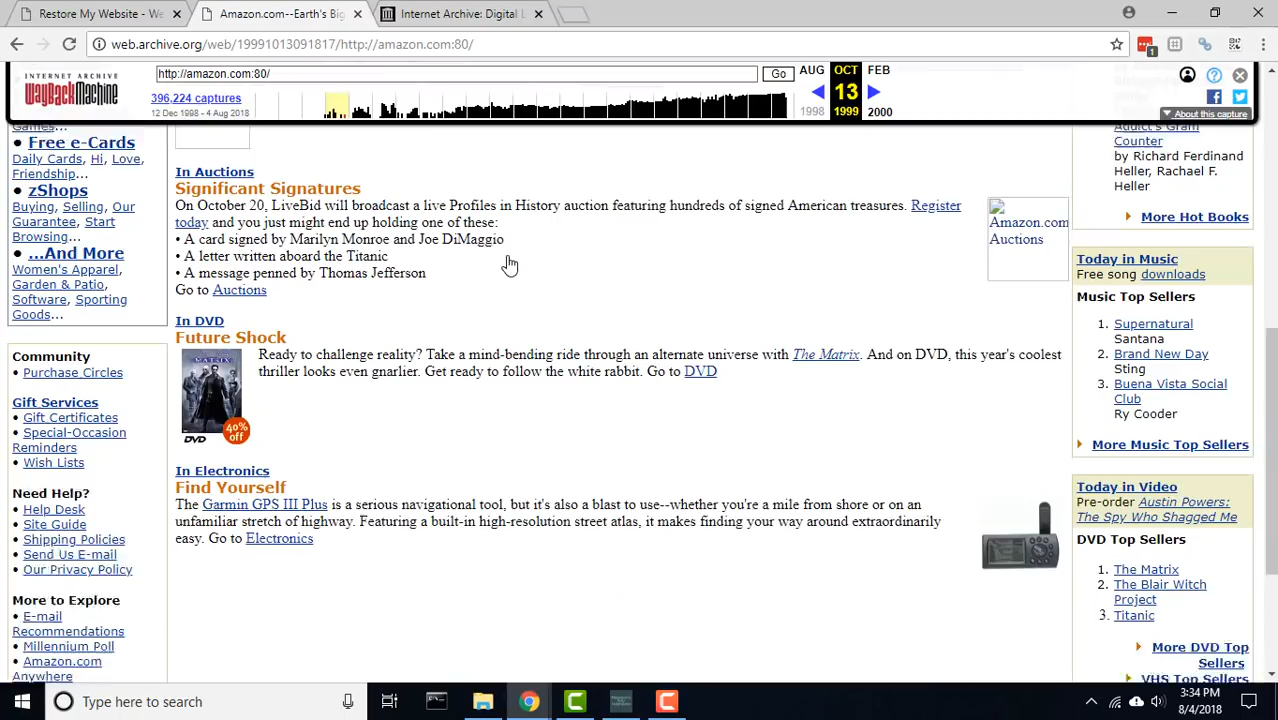 Restore My Website - We
Amazon.com--Earth's Big
Internet Archive: Digital L
web.archive.org/web/19991013091817/http://amazon.com:80/
1
INTERNET ARCHIVE
WayBackMachine
http://amazon.com:80/
Go
AUG
OCT
FEB
396,224 captures
12 Dec 1998 - 4 Aug 2018
13
1998
1999
2000
About this capture
Games...
• Free e-Cards
Daily Cards, Hi, Love,
Friendship...
• zShops
Buying, Selling, Our
Guarantee, Start
Browsing...
• ...And More
Women's Apparel,
Garden & Patio,
Software, Sporting
Goods...
Community
• Purchase Circles
Gift Services
• Gift Certificates
• Special-Occasion
Reminders
• Wish Lists
Need Help?
• Help Desk
• Site Guide
• Shipping Policies
• Send Us E-mail
• Our Privacy Policy
More to Explore
• E-mail
Recommendations
• Millennium Poll
• Amazon.com
Anywhere
In Auctions
Significant Signatures
On October 20, LiveBid will broadcast a live Profiles in History auction featuring hundreds of signed American treasures. Register
today and you just might end up holding one of these:
• A card signed by Marilyn Monroe and Joe DiMaggio
• A letter written aboard the Titanic
• A message penned by Thomas Jefferson
Go to Auctions
Amazon.com
Auctions
In DVD
Future Shock
Ready to challenge reality? Take a mind-bending ride through an alternate universe with The Matrix. And on DVD, this year's coolest
thriller looks even gnarlier. Get ready to follow the white rabbit. Go to DVD
MATRIX
40%
off
DVD
In Electronics
Find Yourself
The Garmin GPS III Plus is a serious navigational tool, but it's also a blast to use--whether you're a mile from shore or on an
unfamiliar stretch of highway. Featuring a built-in high-resolution street atlas, it makes finding your way around extraordinarily
easy. Go to Electronics
Addict's Gram
Counter
by Richard Ferdinand
Heller, Rachael F.
Heller
More Hot Books
Today in Music
Free song downloads
Music Top Sellers
1. Supernatural
Santana
2. Brand New Day
Sting
3. Buena Vista Social
Club
Ry Cooder
More Music Top Sellers
Today in Video
Pre-order Austin Powers:
The Spy Who Shagged Me
DVD Top Sellers
1. The Matrix
2. The Blair Witch
Project
3. Titanic
More DVD Top
Sellers
VHS Top Sellers
Type here to search
3:34 PM
8/4/2018